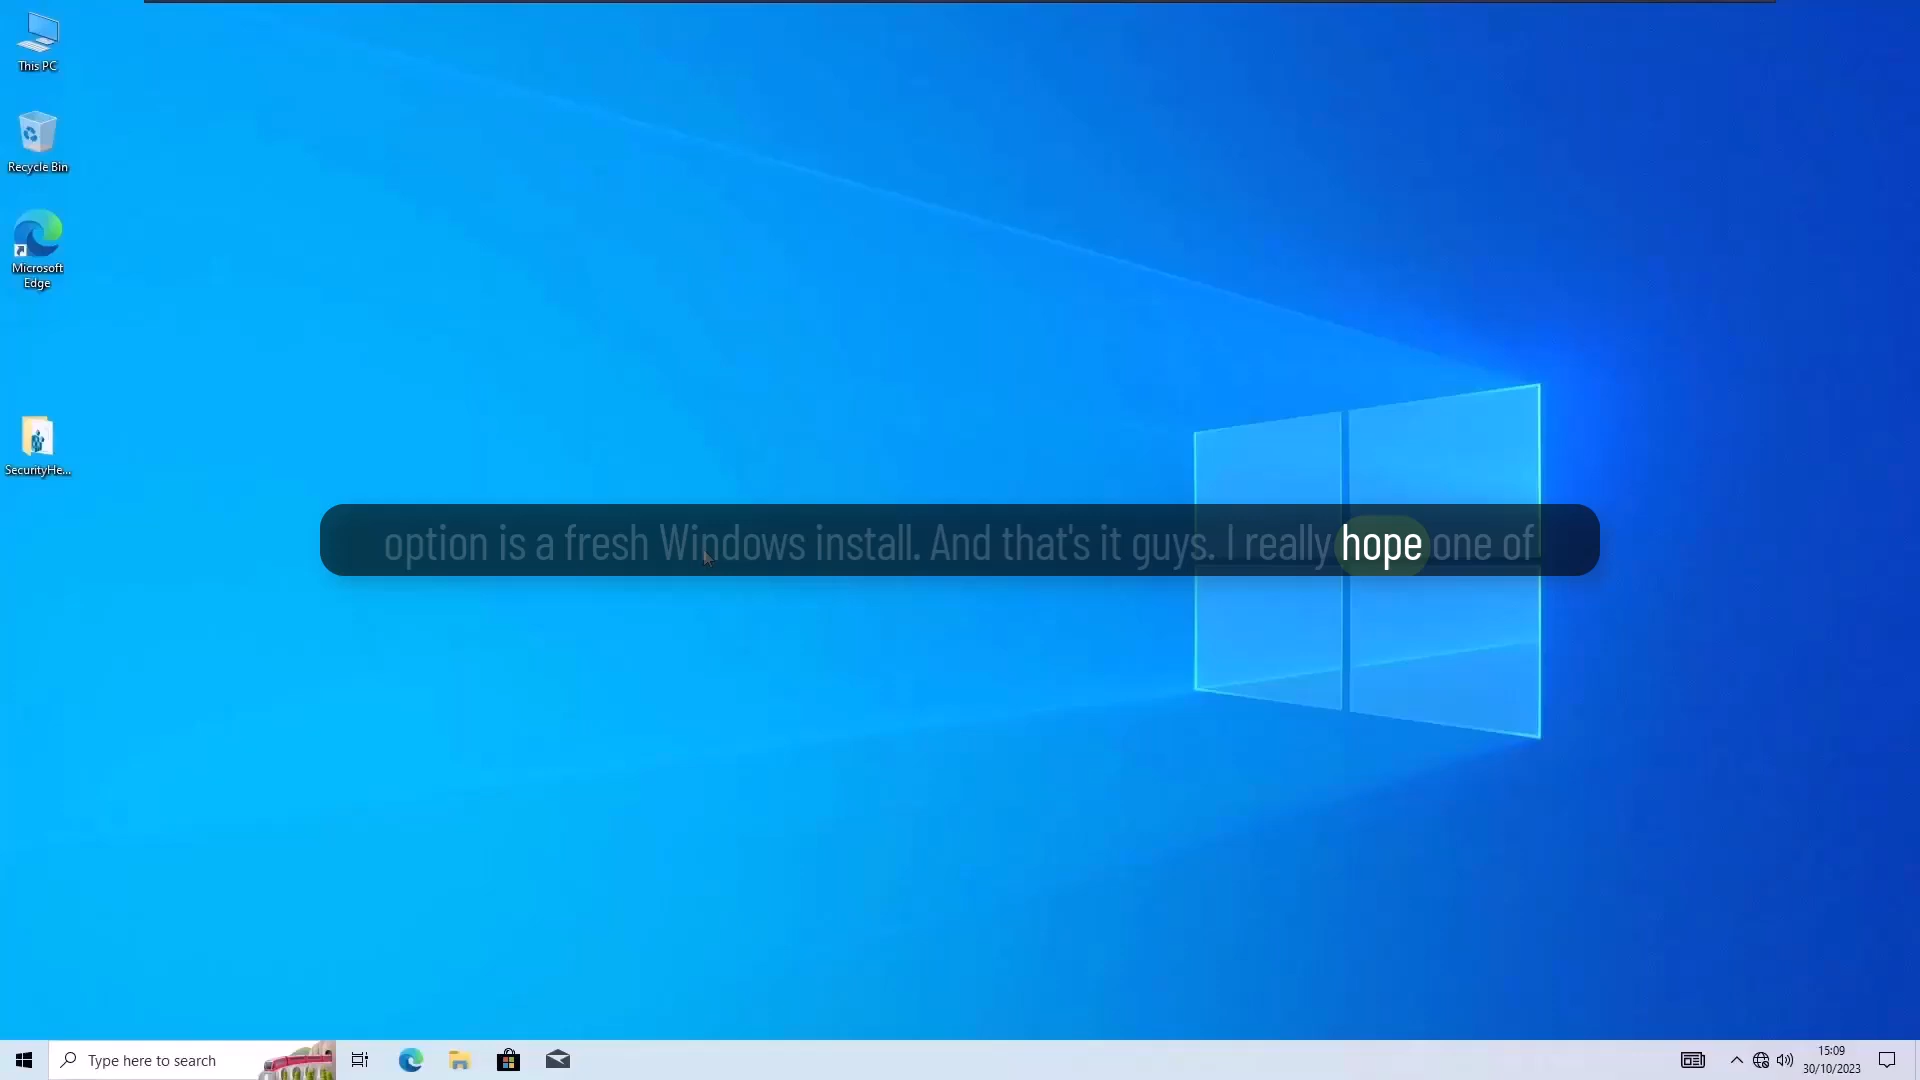 This PC
Recycle Bin
Microsoft
Edge
SecurityHe...
option is a fresh Windows install. And that's it guys. I really hope one of
Type here to search
15:09
30/10/2023